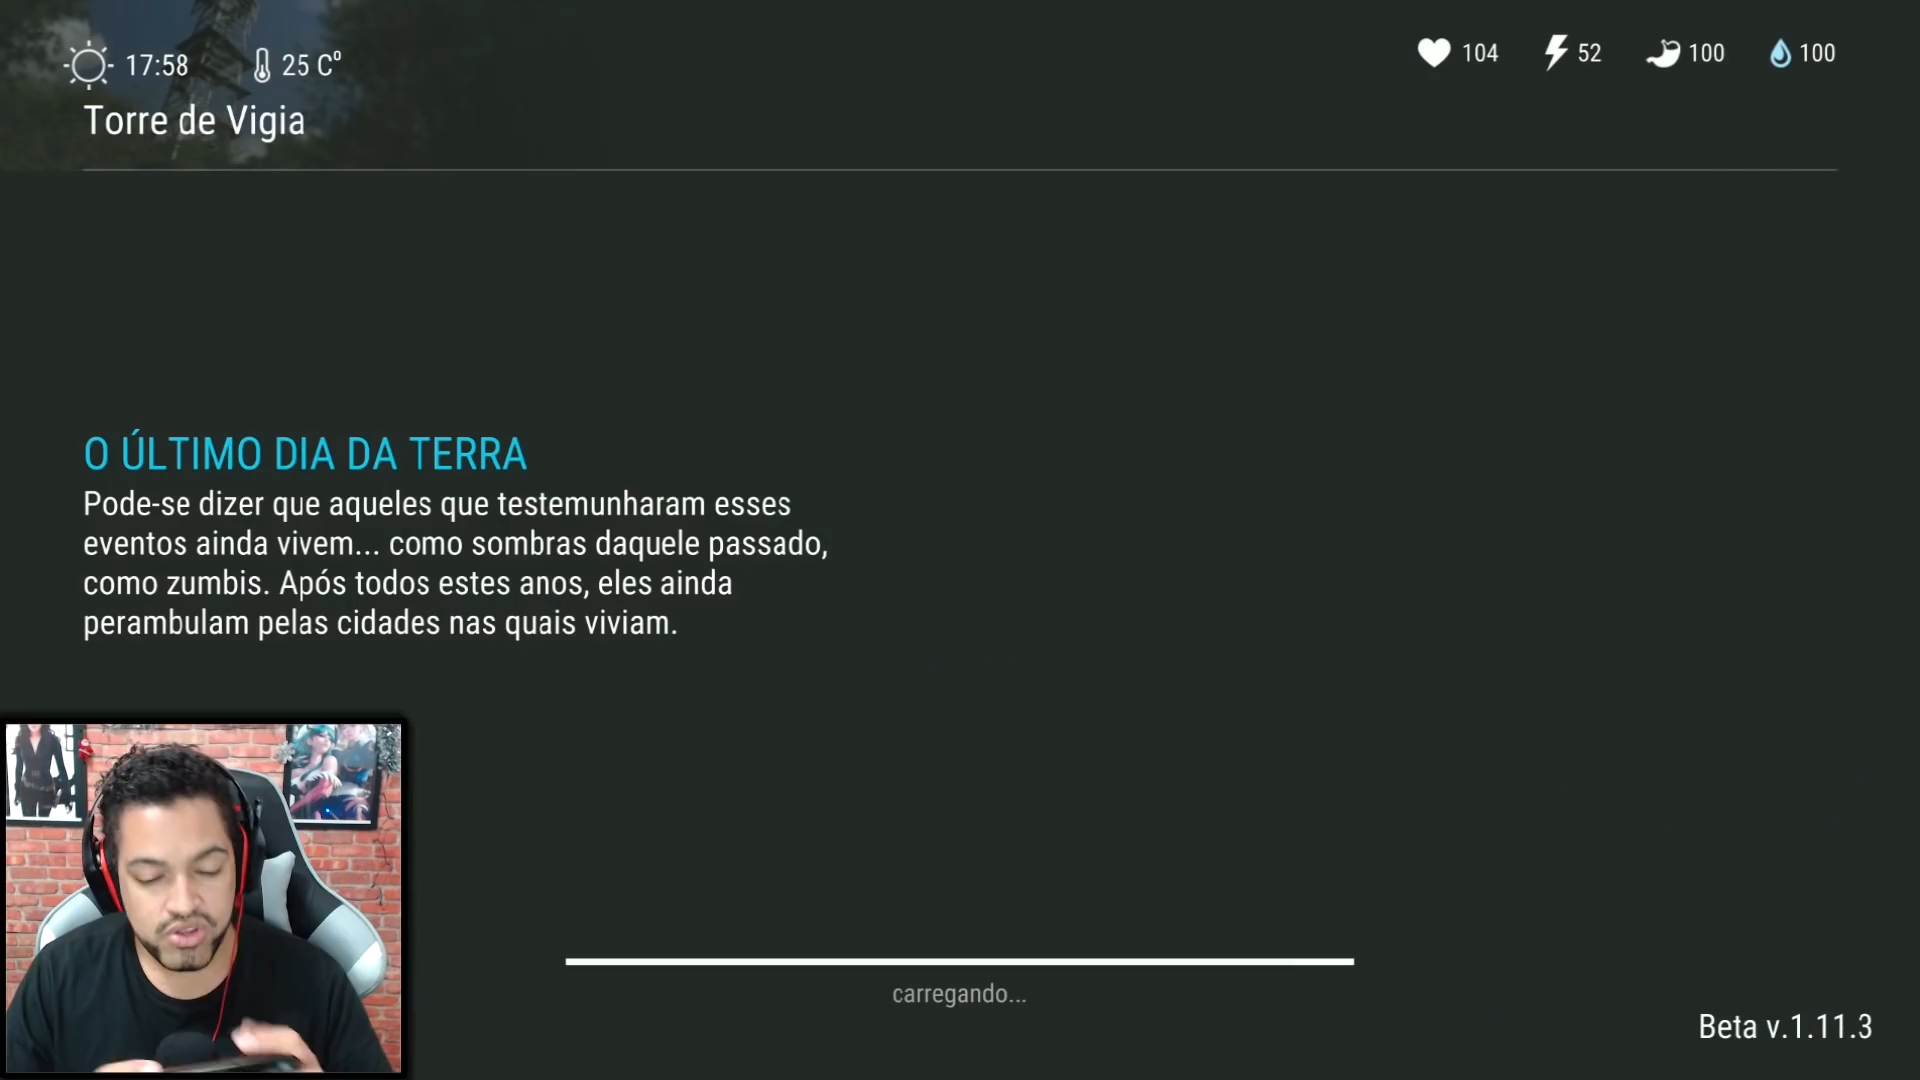 17:58 25 C⁰
104 52 100 100
Torre de Vigia
O ÚLTIMO DIA DA TERRA
Pode-se dizer que aqueles que testemunharam esses
eventos ainda vivem... como sombras daquele passado,
como zumbis. Após todos estes anos, eles ainda
perambulam pelas cidades nas quais viviam.
carregando...
Beta v.1.11.3